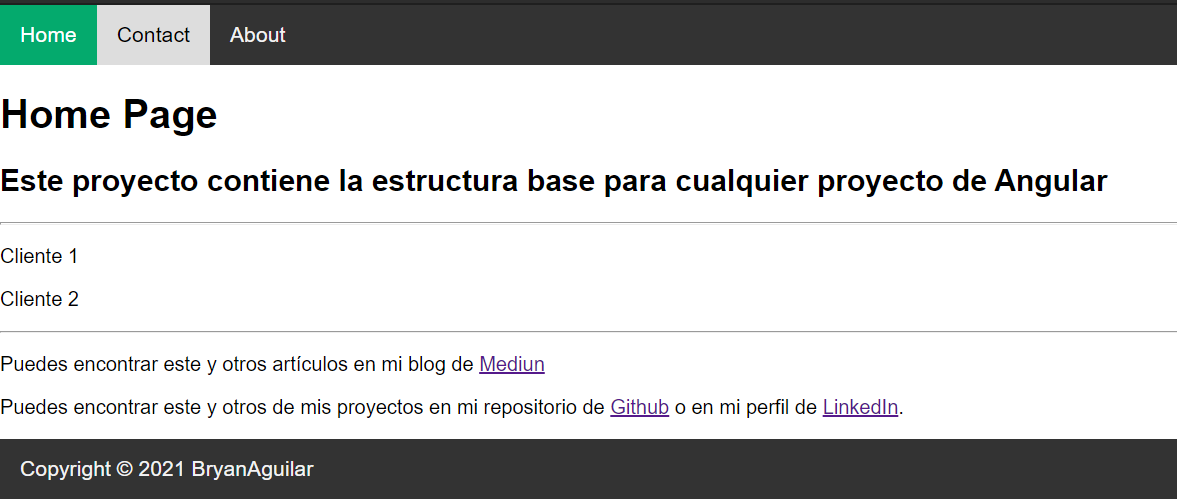 Home Contact About
Home Page
Este proyecto contiene la estructura base para cualquier proyecto de Angular
Cliente 1
Cliente 2
Puedes encontrar este y otros artículos en mi blog de Mediun
Puedes encontrar este y otros de mis proyectos en mi repositorio de Github o en mi perfil de LinkedIn.
Copyright © 2021 BryanAguilar